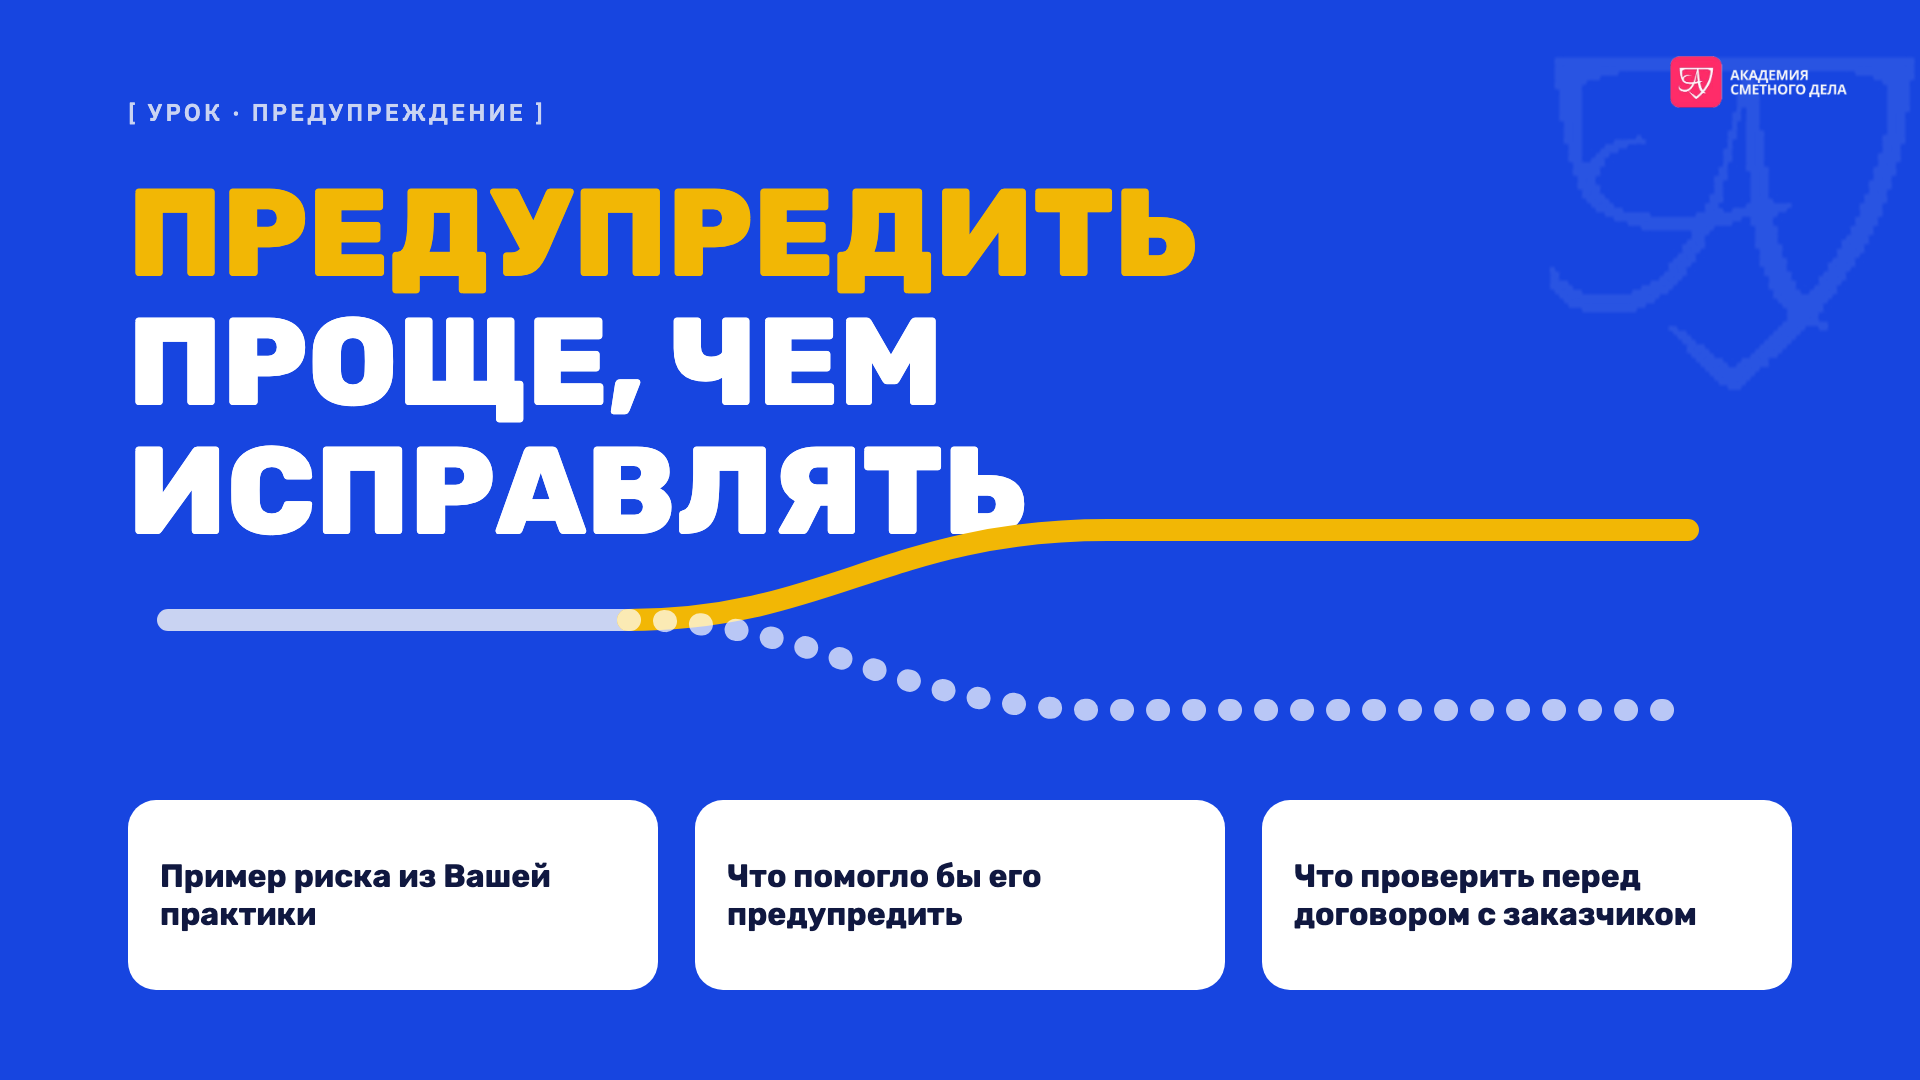 [ УРОК · ПРЕДУПРЕЖДЕНИЕ ]
АКАДЕМИЯ
СМЕТНОГО ДЕЛА
ПРЕДУПРЕДИТЬ
ПРОЩЕ, ЧЕМ
ИСПРАВЛЯТЬ
Пример риска из Вашей
практики
Что помогло бы его
предупредить
Что проверить перед
договором с заказчиком